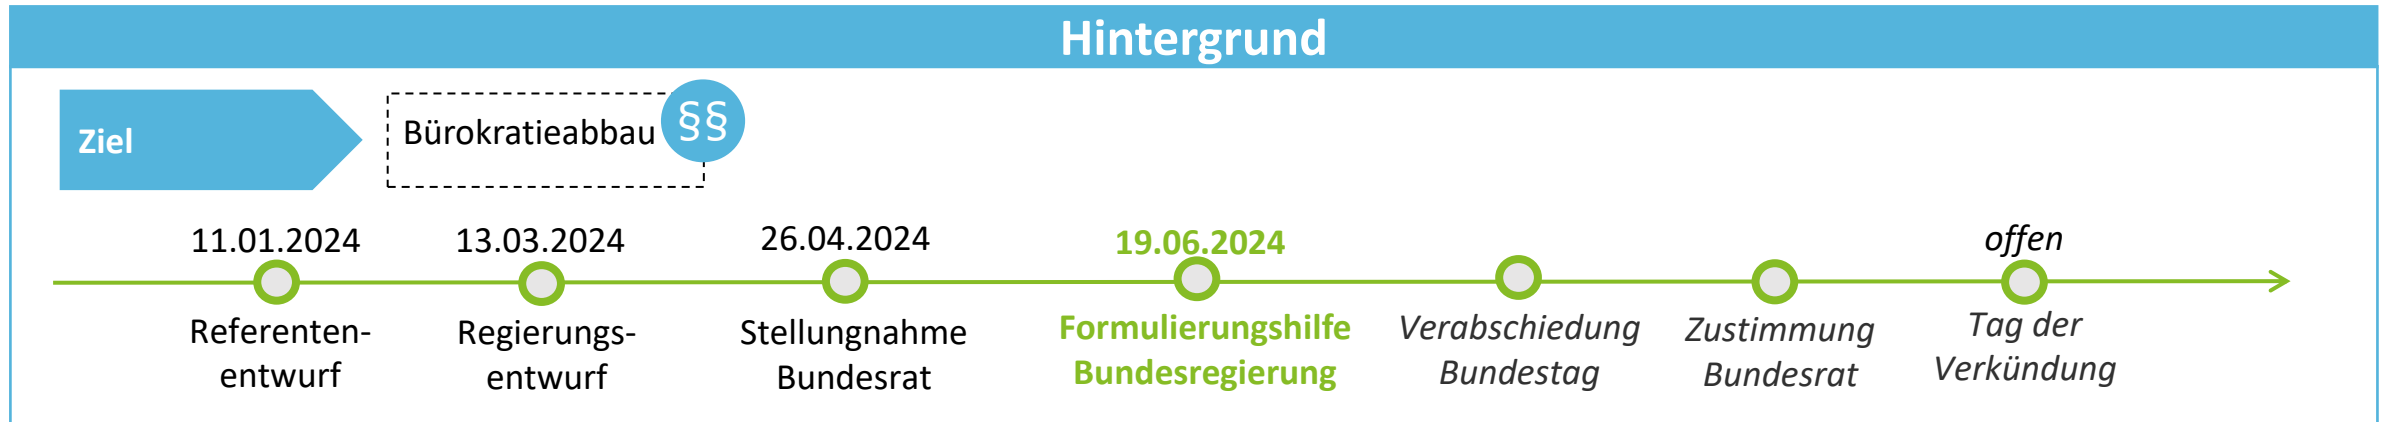 Hintergrund
Ziel
Bürokratieabbau
§§
11.01.2024
13.03.2024
26.04.2024
19.06.2024
offen
Referenten-
entwurf
Regierungs-
entwurf
Stellungnahme
Bundesrat
Formulierungshilfe
Bundesregierung
Verabschiedung
Bundestag
Zustimmung
Bundesrat
Tag der
Verkündung